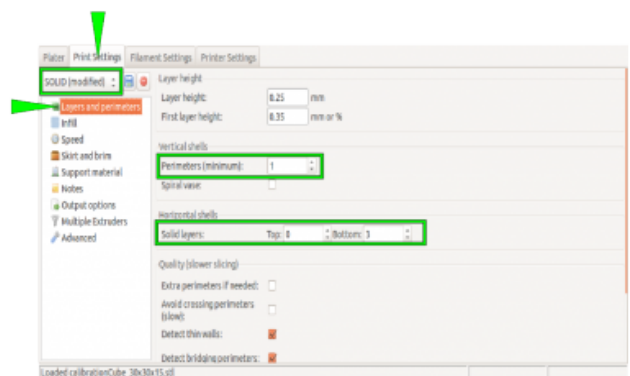 Plater Print Settings Filament Settings Printer Settings
SOLID (modified)
Layers and perimeters
Infill
Speed
Skirt and brim
Support material
Notes
Output options
Multiple Extruders
Advanced
Layer height
Layer height: 0.25 mm
First layer height: 0.35 mm or %
Vertical shells
Perimeters (minimum): 1
Spiral vase:
Horizontal shells
Solid layers: Top: 0 Bottom: 3
Quality (slower slicing)
Extra perimeters if needed:
Avoid crossing perimeters
(slow):
Detect thin walls:
Detect bridging perimeters:
Loaded calibrationCube_30x30x15.stl